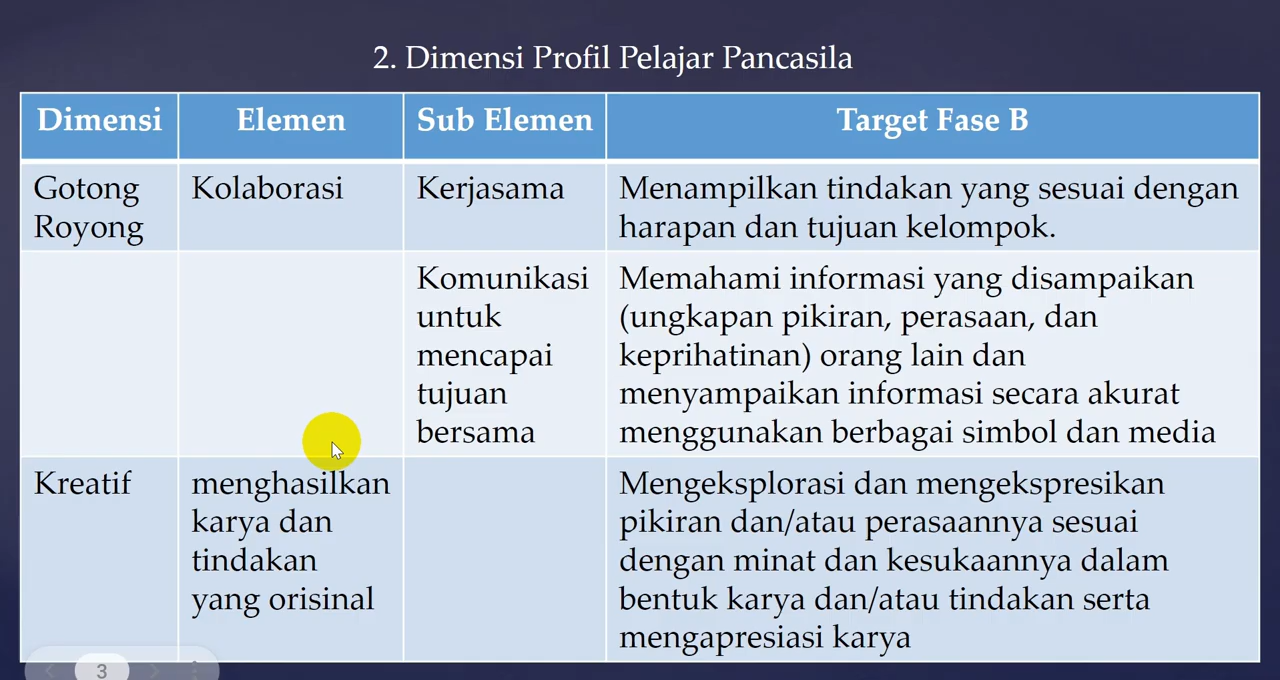 2. Dimensi Profil Pelajar Pancasila
Dimensi
Elemen
Sub Elemen
Target Fase B
Gotong
Royong
Kolaborasi
Kerjasama
Menampilkan tindakan yang sesuai dengan
harapan dan tujuan kelompok.
Komunikasi
untuk
mencapai
tujuan
bersama
Memahami informasi yang disampaikan
(ungkapan pikiran, perasaan, dan
keprihatinan) orang lain dan
menyampaikan informasi secara akurat
menggunakan berbagai simbol dan media
Kreatif
menghasilkan
karya dan
tindakan
yang orisinal
Mengeksplorasi dan mengekspresikan
pikiran dan/atau perasaannya sesuai
dengan minat dan kesukaannya dalam
bentuk karya dan/atau tindakan serta
mengapresiasi karya
3